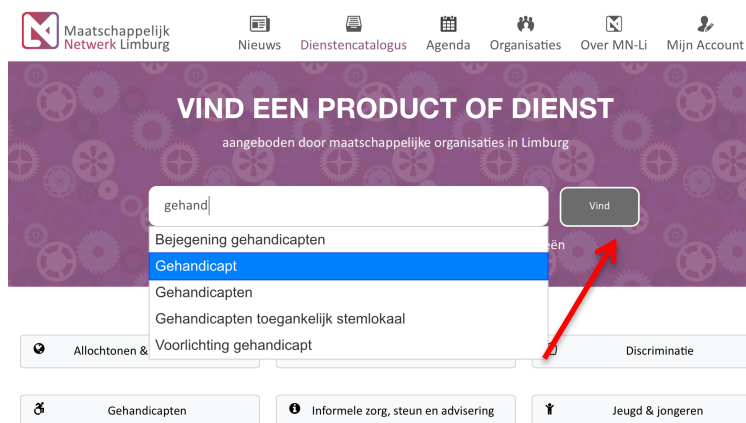 Maatschappelijk
Netwerk Limburg
Nieuws Dienstencatalogus Agenda Organisaties Over MN-Li Mijn Account
VIND EEN PRODUCT OF DIENST
aangeboden door maatschappelijke organisaties in Limburg
gehand Vind
Bejegening gehandicapten
eën
Gehandicapt
Gehandicapten
Gehandicapten toegankelijk stemlokaal
Voorlichting gehandicapt
Allochtonen & Discriminatie
Gehandicapten Informele zorg, steun en advisering Jeugd & jongeren